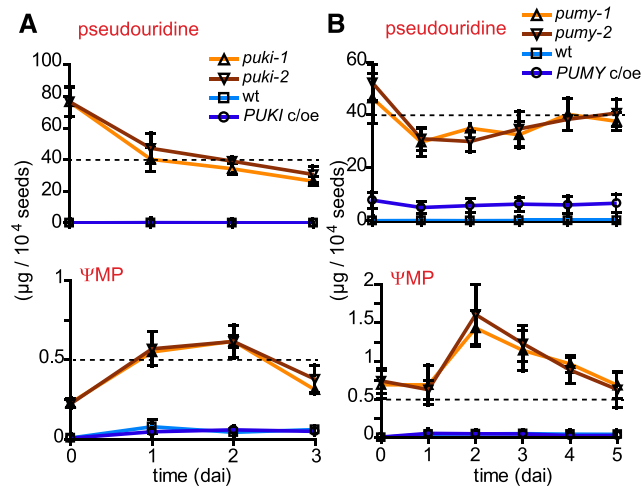 A
pseudouridine
puki-1
puki-2
wt
PUKI c/oe
100
80
60
40
20
0
(µg / 10⁴ seeds)
ΨMP
1
0.5
0
0 1 2 3
time (dai)
B
pseudouridine
pumy-1
pumy-2
wt
PUMY c/oe
60
40
20
0
(µg / 10⁴ seeds)
ΨMP
2
1.5
1
0.5
0
0 1 2 3 4 5
time (dai)